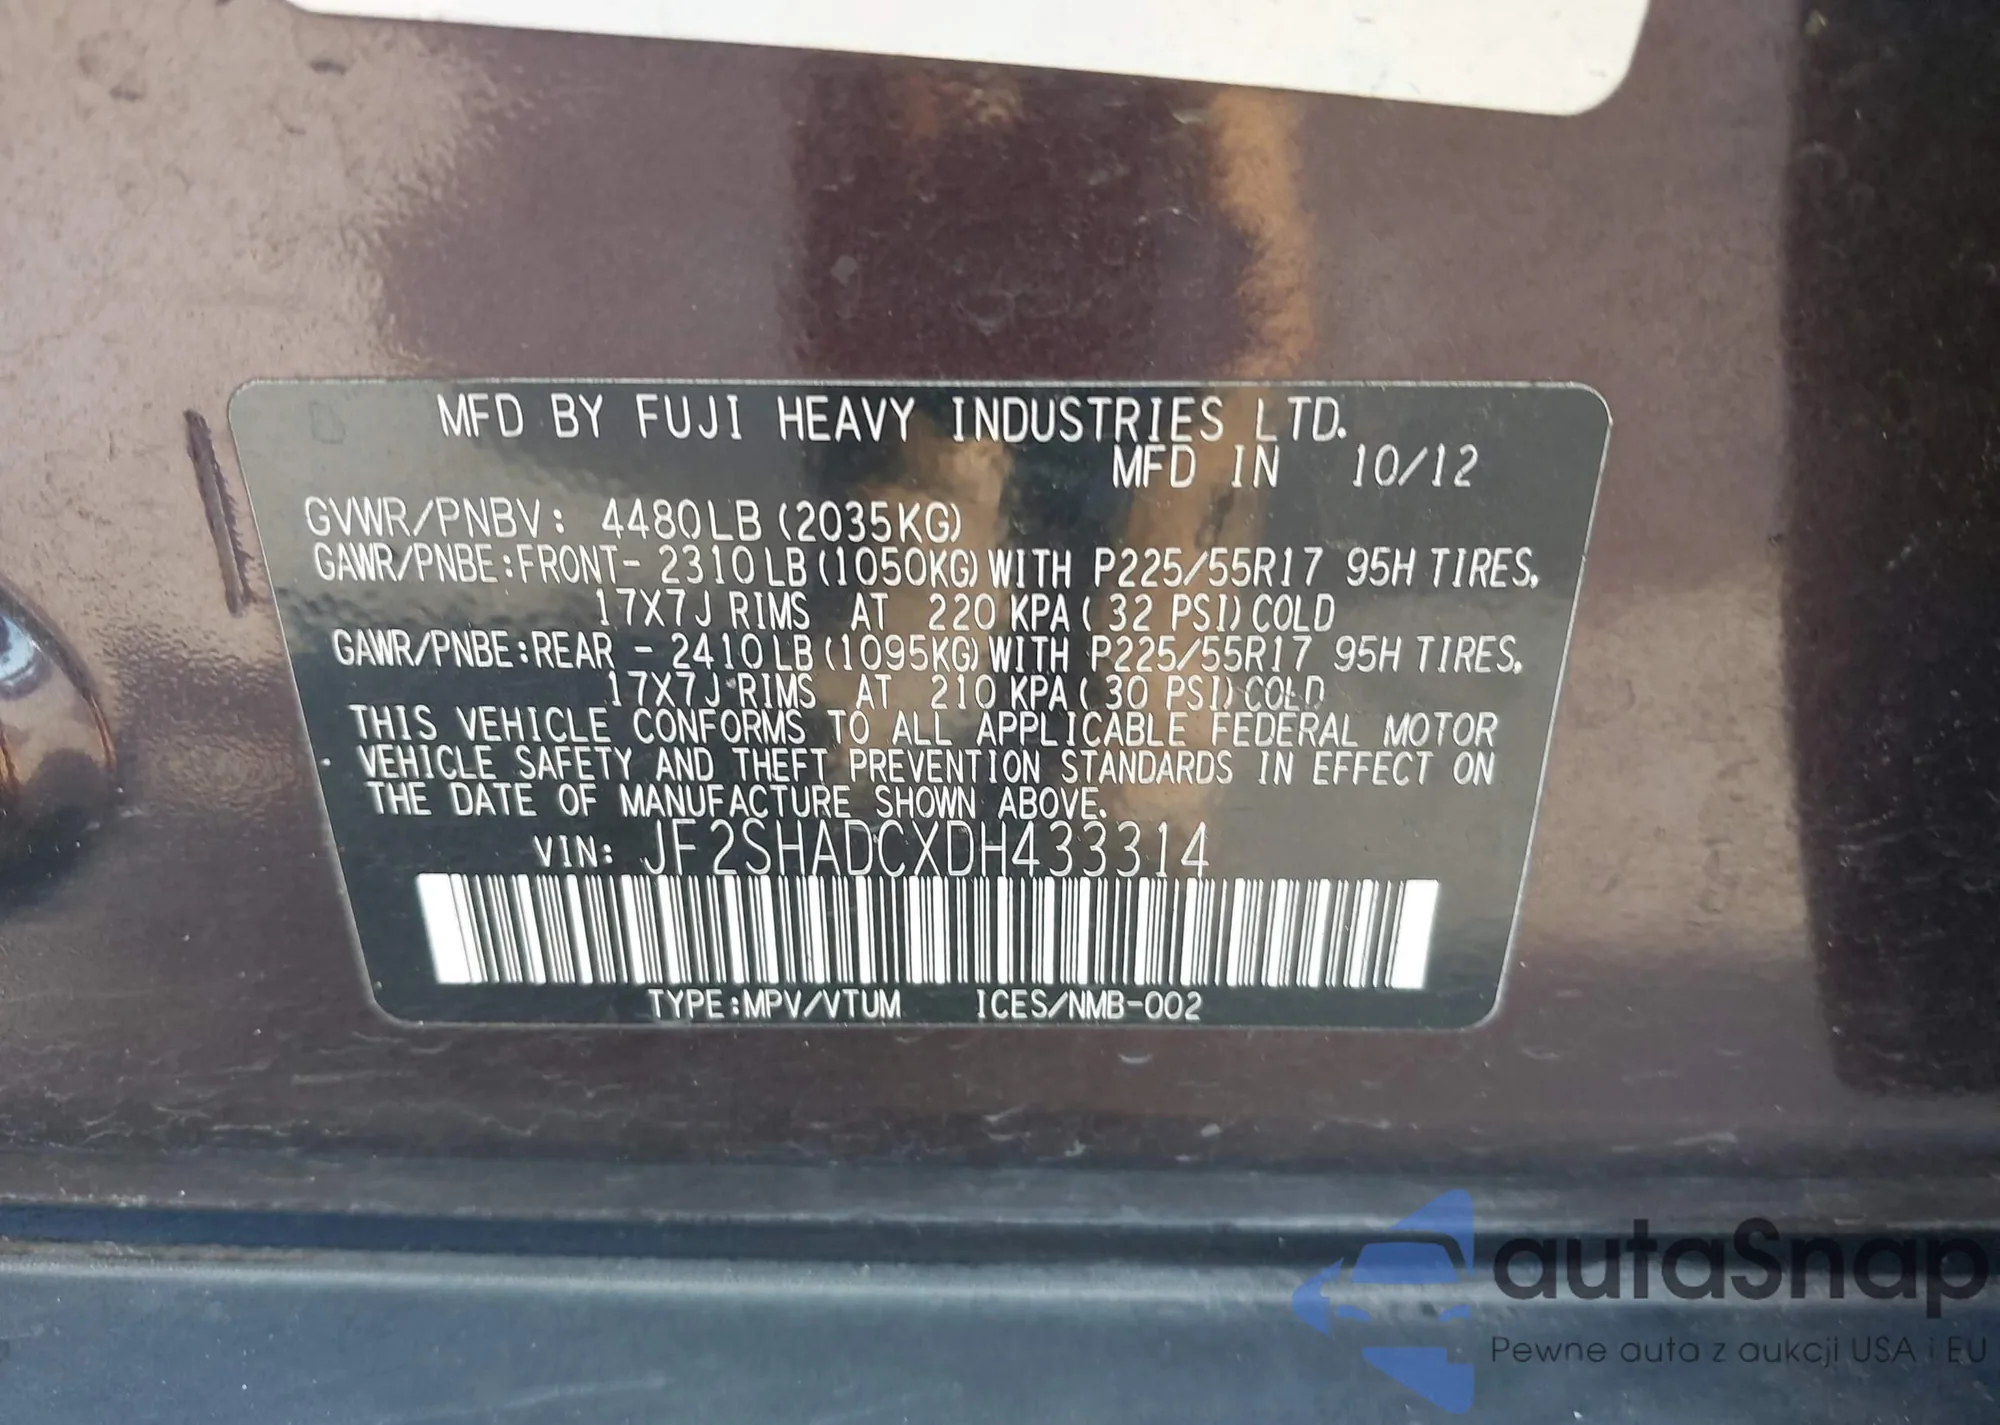 MFD BY FUJI HEAVY INDUSTRIES LTD.
MFD IN 10/12
GVWR/PNBV: 4480LB (2035KG)
GAWR/PNBE:FRONT- 2310LB (1050KG) WITH P225/55R17 95H TIRES,
17X7J RIMS AT 220 KPA ( 32 PSI) COLD
GAWR/PNBE:REAR - 2410LB (1095KG) WITH P225/55R17 95H TIRES,
17X7J RIMS AT 210 KPA ( 30 PSI) COLD
THIS VEHICLE CONFORMS TO ALL APPLICABLE FEDERAL MOTOR
VEHICLE SAFETY AND THEFT PREVENTION STANDARDS IN EFFECT ON
THE DATE OF MANUFACTURE SHOWN ABOVE.
VIN: JF2SHADCXDH433314
TYPE:MPV/VTUM ICES/NMB-002
autaSnap
Pewne auta z aukcji USA i EU